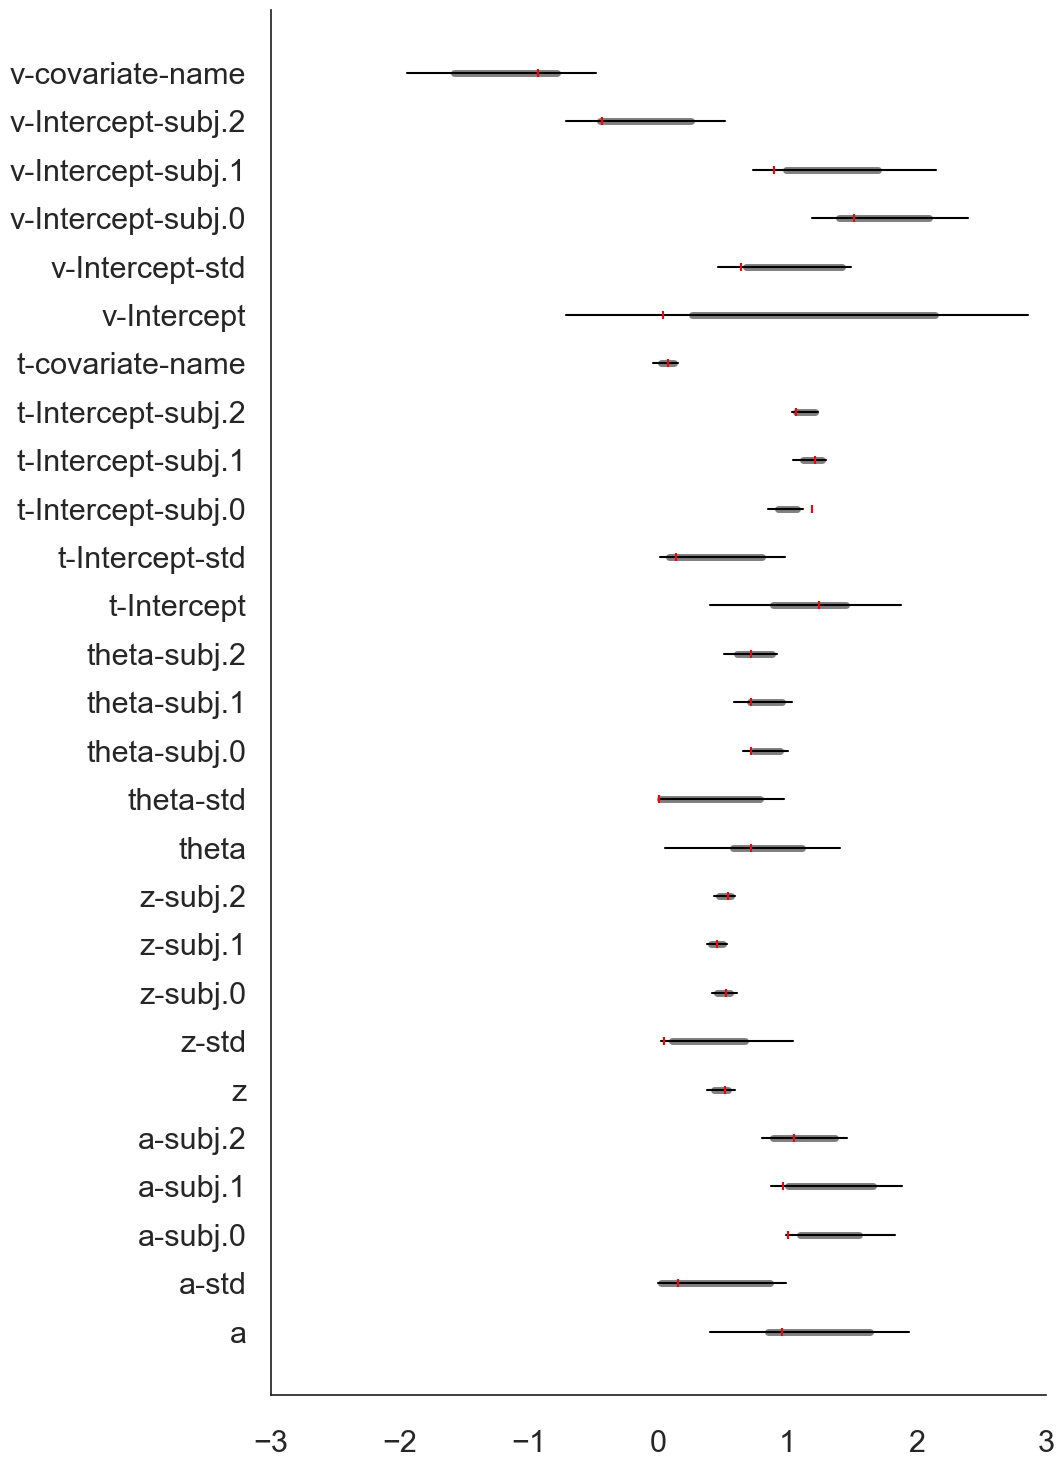 v-covariate-name
v-Intercept-subj.2
v-Intercept-subj.1
v-Intercept-subj.0
v-Intercept-std
v-Intercept
t-covariate-name
t-Intercept-subj.2
t-Intercept-subj.1
t-Intercept-subj.0
t-Intercept-std
t-Intercept
theta-subj.2
theta-subj.1
theta-subj.0
theta-std
theta
z-subj.2
z-subj.1
z-subj.0
z-std
z
a-subj.2
a-subj.1
a-subj.0
a-std
a
−3 −2 −1 0 1 2 3